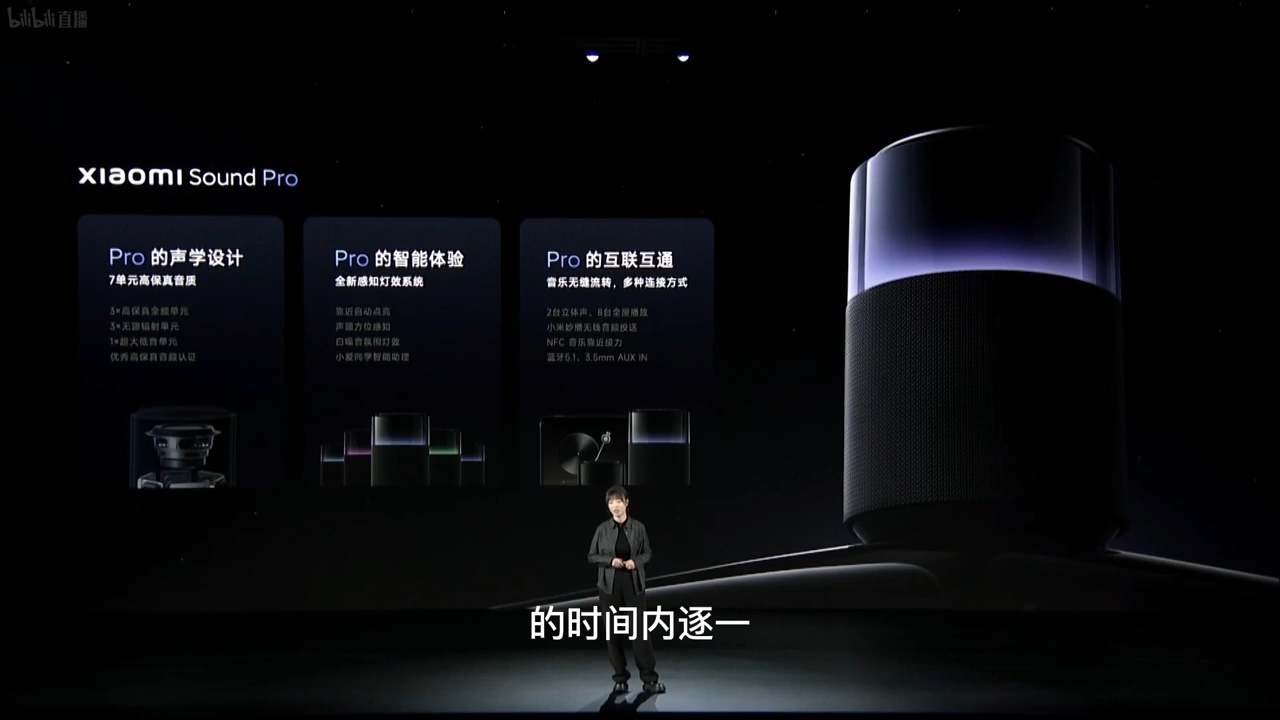 bilibili直播
xiaomi Sound Pro
Pro 的声学设计
7单元高保真音质
3×高保真全频单元
3×无源辐射单元
1×超大低音单元
优秀高保真音频认证
Pro 的智能体验
全新感知灯效系统
靠近自动点亮
声源方位感知
白噪音氛围灯效
小爱同学智能助理
Pro 的互联互通
音乐无缝流转，多种连接方式
2台立体声、8台全屋播放
小米妙播无线音频投送
NFC 音乐靠近接力
蓝牙5.1、3.5mm AUX IN
的时间内逐一